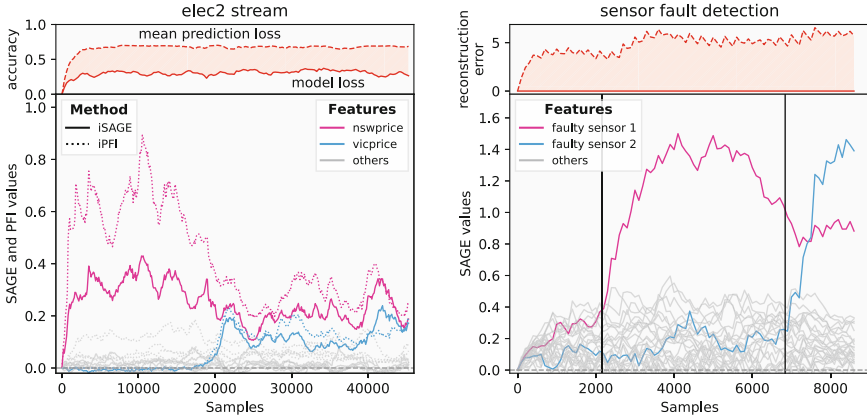 elec2 stream
accuracy
1.0
0.5
0.0
mean prediction loss
model loss
SAGE and PFI values
1.0
0.8
0.6
0.4
0.2
0.0
Method
iSAGE
iPFI
Features
nswprice
vicprice
others
0
10000
20000
30000
40000
Samples
sensor fault detection
reconstruction
error
5
0
SAGE values
1.6
1.4
1.2
1.0
0.8
0.6
0.4
0.2
0.0
Features
faulty sensor 1
faulty sensor 2
others
0
2000
4000
6000
8000
Samples